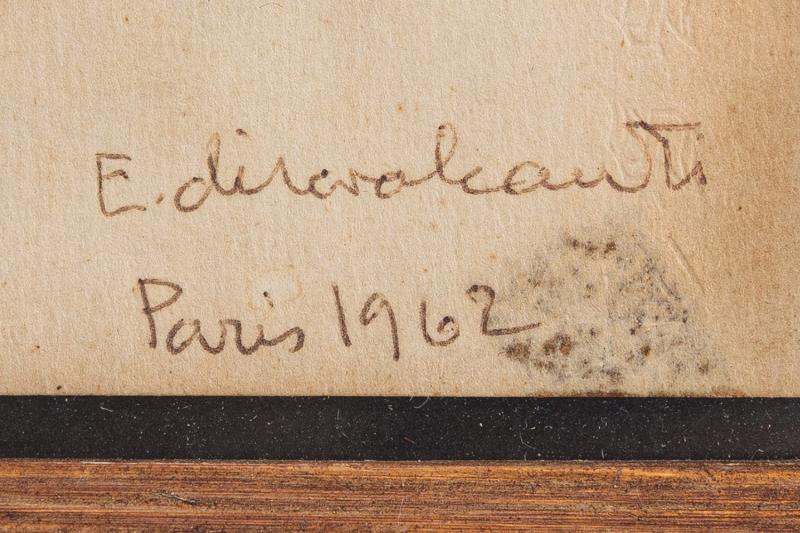 E. di Cavalcanti
Paris 1962